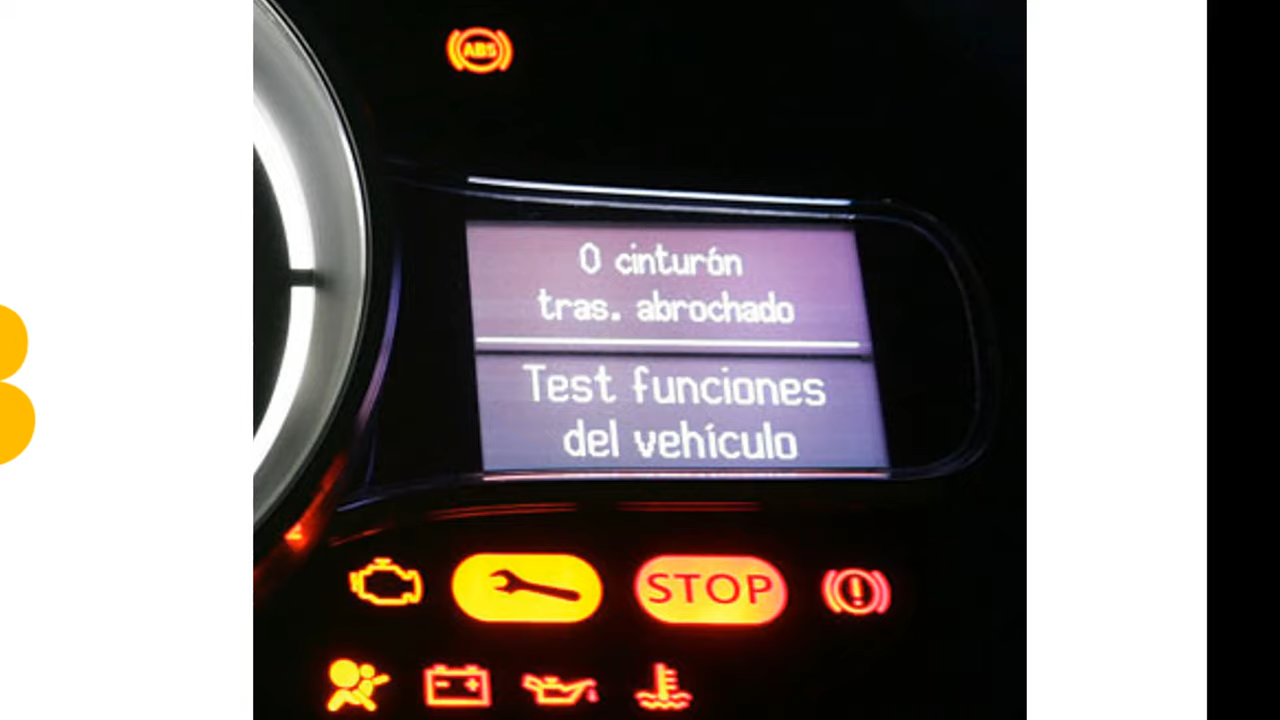 ABS
0 cinturón
tras. abrochado
Test funciones
del vehículo
STOP